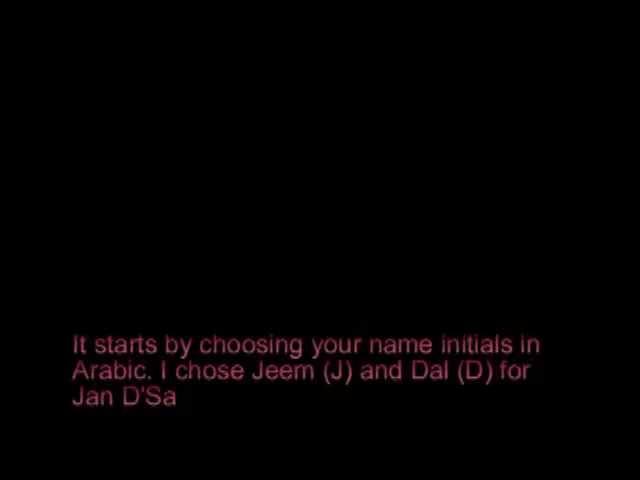 It starts by choosing your name initials in
Arabic. I chose Jeem (J) and Dal (D) for
Jan D'Sa